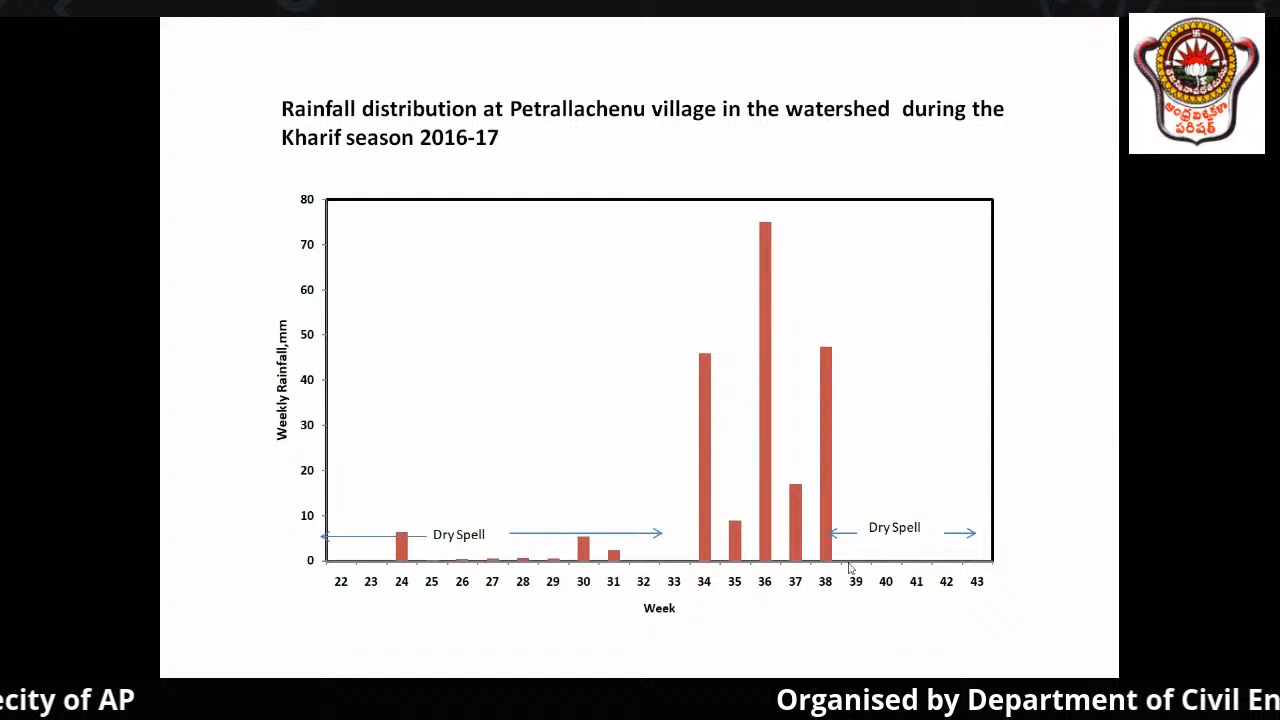 Rainfall distribution at Petrallachenu village in the watershed during the
Kharif season 2016-17
80
70
60
50
40
30
20
10
0
Weekly Rainfall,mm
Dry Spell
Dry Spell
22 23 24 25 26 27 28 29 30 31 32 33 34 35 36 37 38 39 40 41 42 43
Week
ఆంధ్ర విశ్వకళా
పరిషత్
ecity of AP
Organised by Department of Civil En